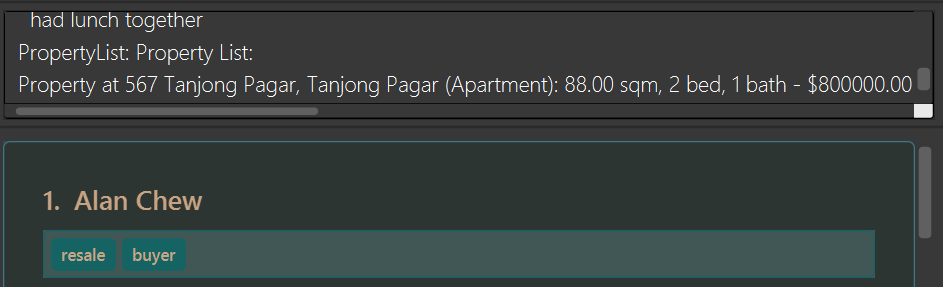 had lunch together
PropertyList: Property List:
Property at 567 Tanjong Pagar, Tanjong Pagar (Apartment): 88.00 sqm, 2 bed, 1 bath - $800000.00
1. Alan Chew
resale buyer